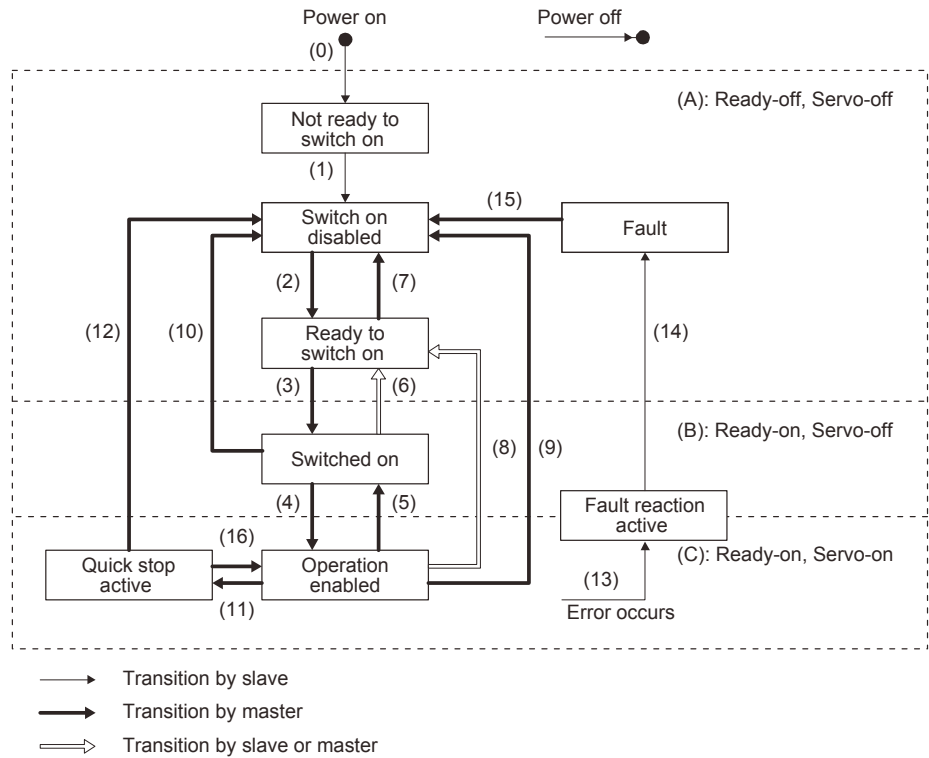 Power on
Power off
(0)
(A): Ready-off, Servo-off
Not ready to
switch on
(1)
(15)
Switch on
disabled
Fault
(2)
(7)
(12)
(10)
(14)
Ready to
switch on
(3)
(6)
(B): Ready-on, Servo-off
Switched on
(8)
(9)
(4)
(5)
Fault reaction
active
(16)
(C): Ready-on, Servo-on
Quick stop
active
Operation
enabled
(13)
(11)
Error occurs
Transition by slave
Transition by master
Transition by slave or master